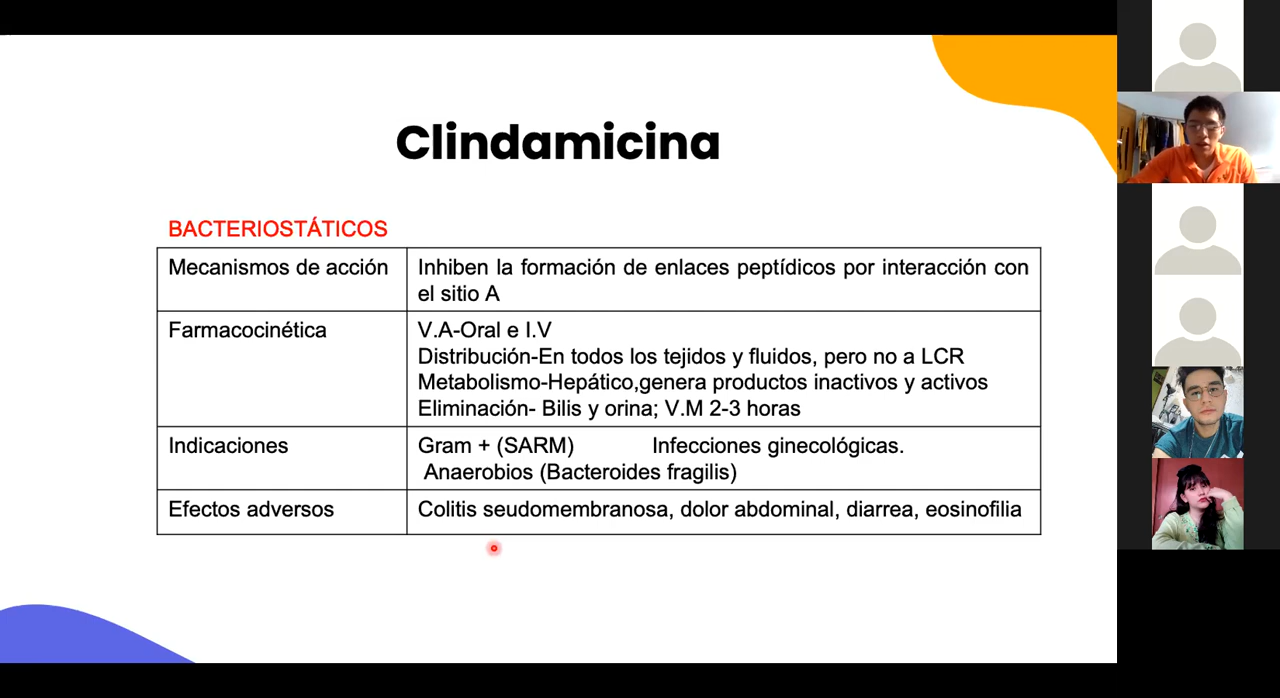 Clindamicina
BACTERIOSTÁTICOS
Mecanismos de acción
Inhiben la formación de enlaces peptídicos por interacción con
el sitio A
Farmacocinética
V.A-Oral e I.V
Distribución-En todos los tejidos y fluidos, pero no a LCR
Metabolismo-Hepático,genera productos inactivos y activos
Eliminación- Bilis y orina; V.M 2-3 horas
Indicaciones
Gram + (SARM) Infecciones ginecológicas.
Anaerobios (Bacteroides fragilis)
Efectos adversos
Colitis seudomembranosa, dolor abdominal, diarrea, eosinofilia